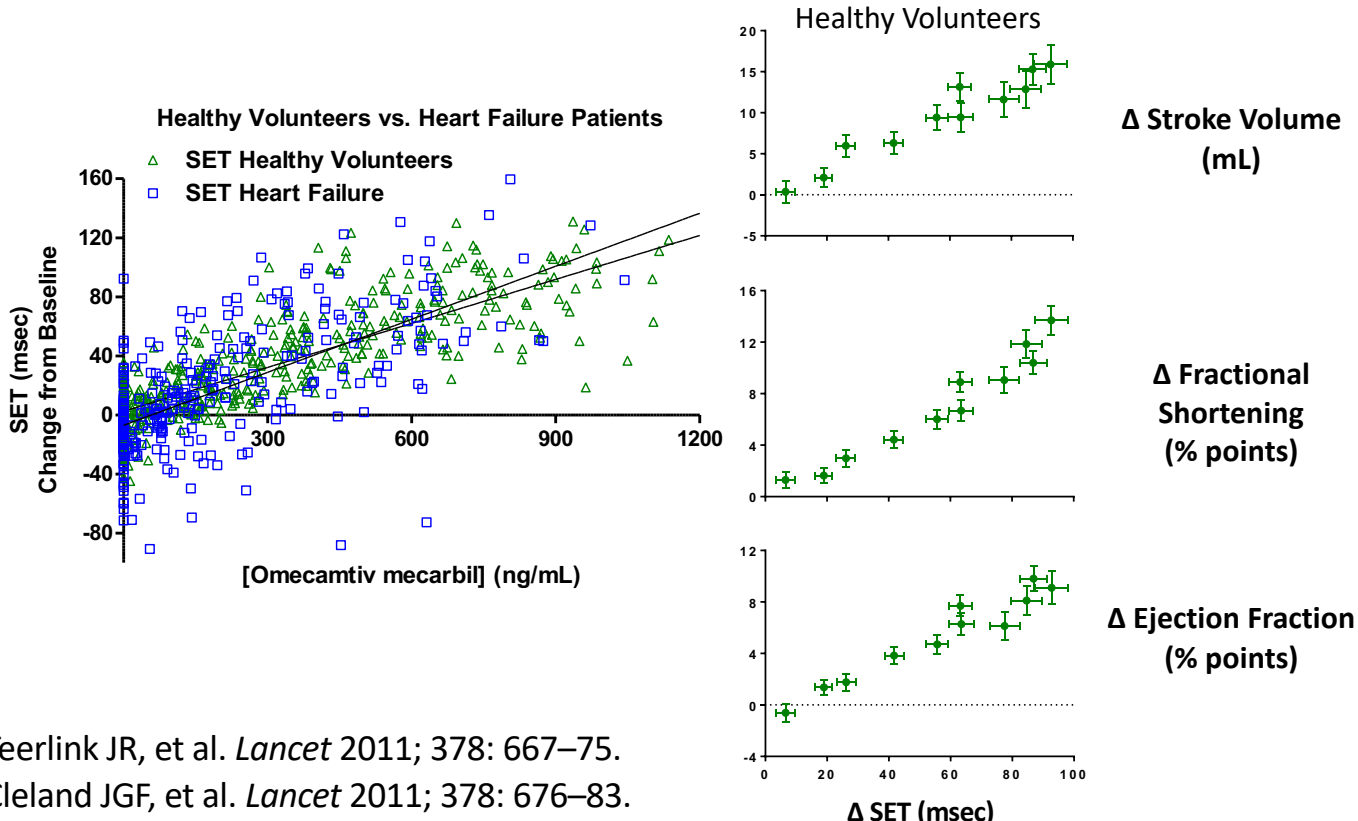 Healthy Volunteers vs. Heart Failure Patients
SET Healthy Volunteers
SET Heart Failure
SET (msec)
Change from Baseline
160
120
80
40
0
-40
-80
300
600
900
1200
[Omecamtiv mecarbil] (ng/mL)
Healthy Volunteers
20
15
10
5
0
-5
Δ Stroke Volume
(mL)
16
12
8
4
0
Δ Fractional
Shortening
(% points)
12
8
4
0
-4
Δ Ejection Fraction
(% points)
0
20
40
60
80
100
Δ SET (msec)
eerlink JR, et al. Lancet 2011; 378: 667–75.
Cleland JGF, et al. Lancet 2011; 378: 676–83.